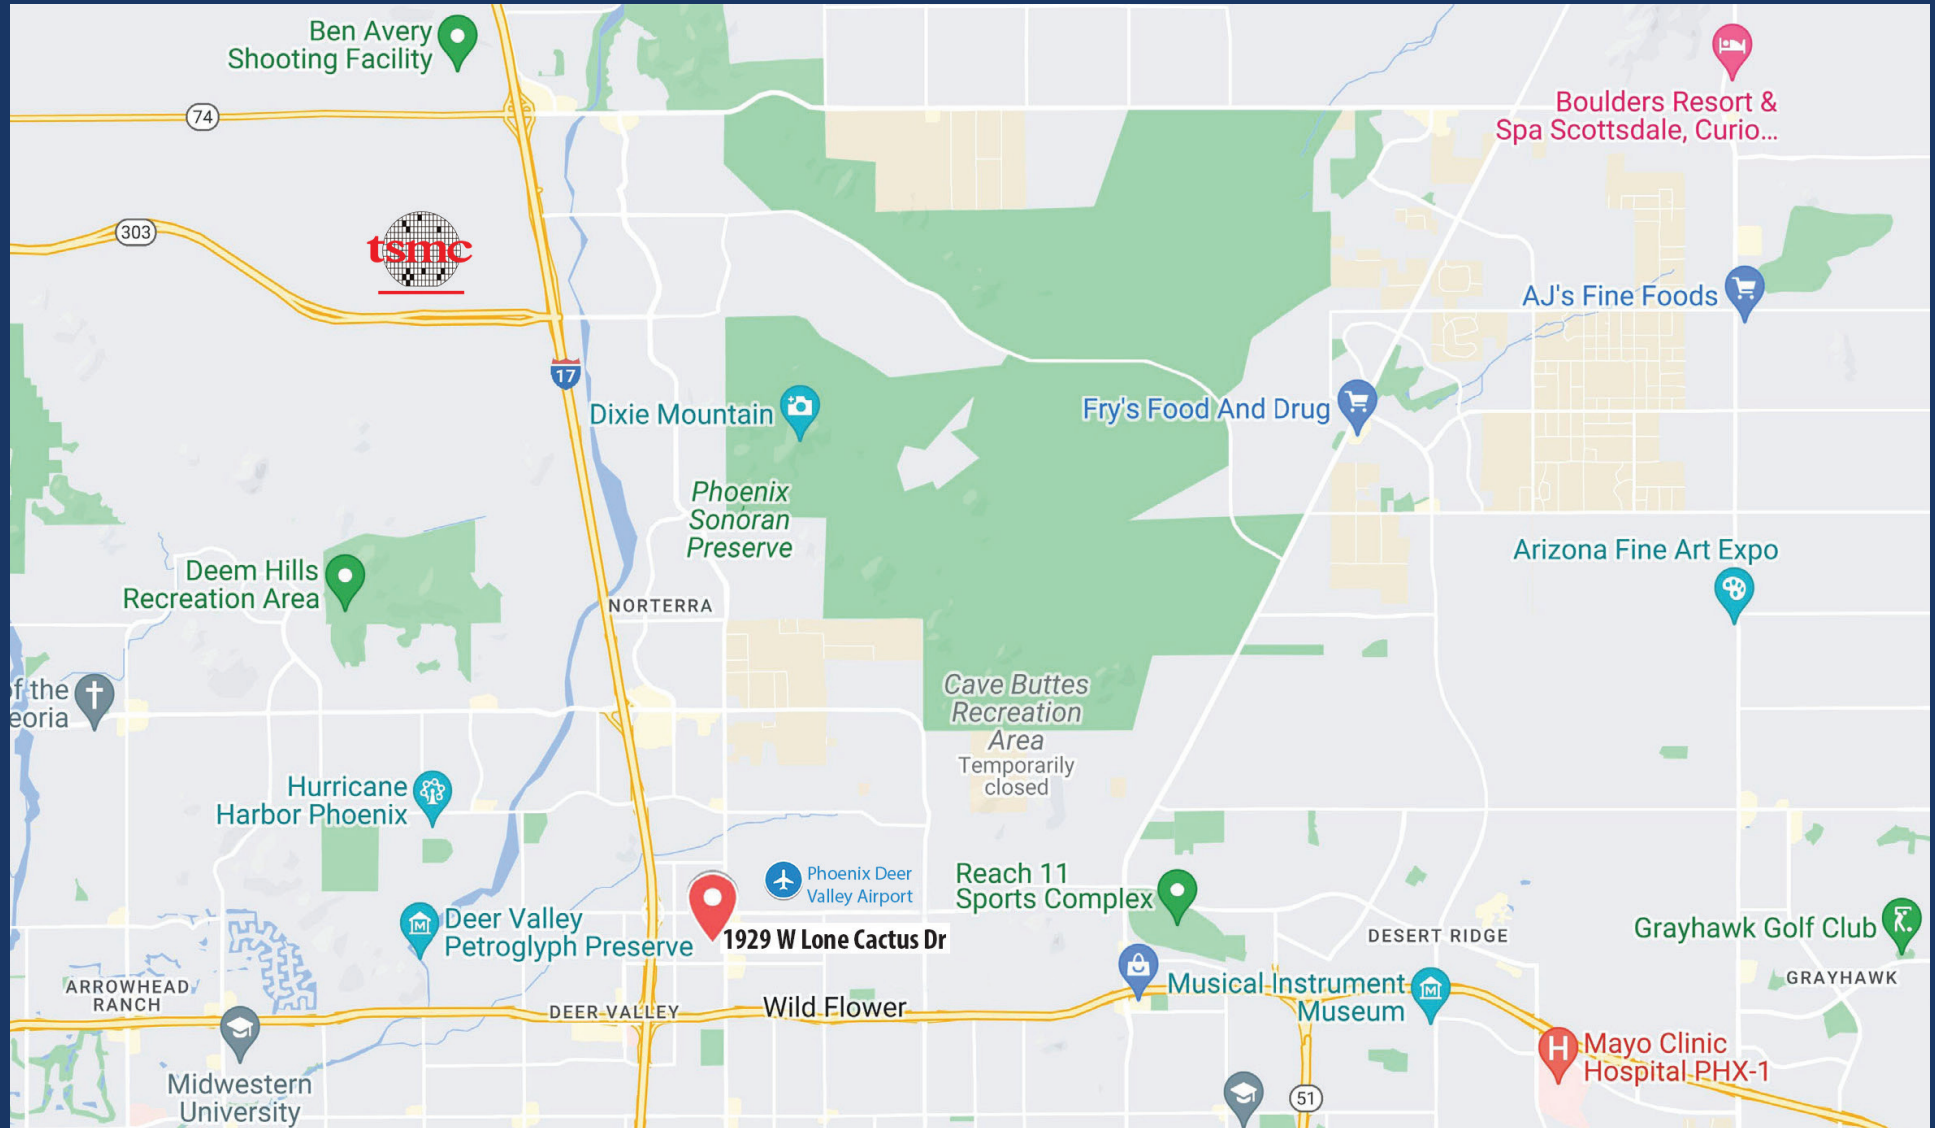 Ben Avery
Shooting Facility
74
303
tsmc
17
Boulders Resort &
Spa Scottsdale, Curio...
AJ's Fine Foods
Dixie Mountain
Fry's Food And Drug
Phoenix
Sonoran
Preserve
Arizona Fine Art Expo
Deem Hills
Recreation Area
NORTERRA
f the
eoria
Cave Buttes
Recreation
Area
Temporarily
closed
Hurricane
Harbor Phoenix
Phoenix Deer
Valley Airport
Reach 11
Sports Complex
Deer Valley
Petroglyph Preserve
1929 W Lone Cactus Dr
DESERT RIDGE
Grayhawk Golf Club
GRAYHAWK
ARROWHEAD
RANCH
DEER VALLEY
Wild Flower
Musical Instrument
Museum
H
Mayo Clinic
Hospital PHX-1
Midwestern
University
51